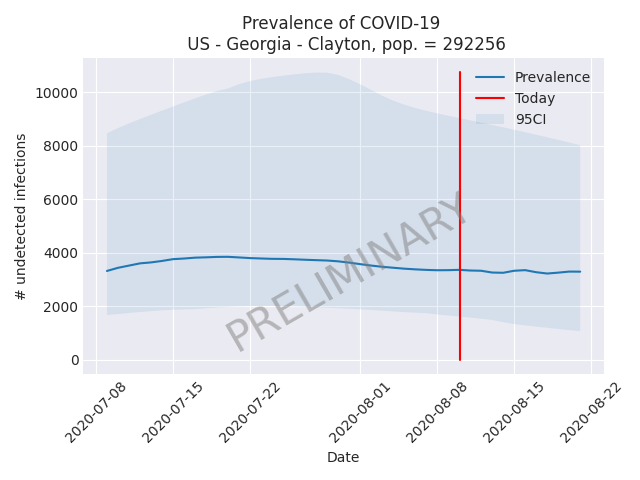 Prevalence of COVID-19
US - Georgia - Clayton, pop. = 292256
# undetected infections
10000
8000
6000
4000
2000
0
Prevalence
Today
95CI
PRELIMINARY
2020-07-08
2020-07-15
2020-07-22
2020-08-01
2020-08-08
2020-08-15
2020-08-22
Date